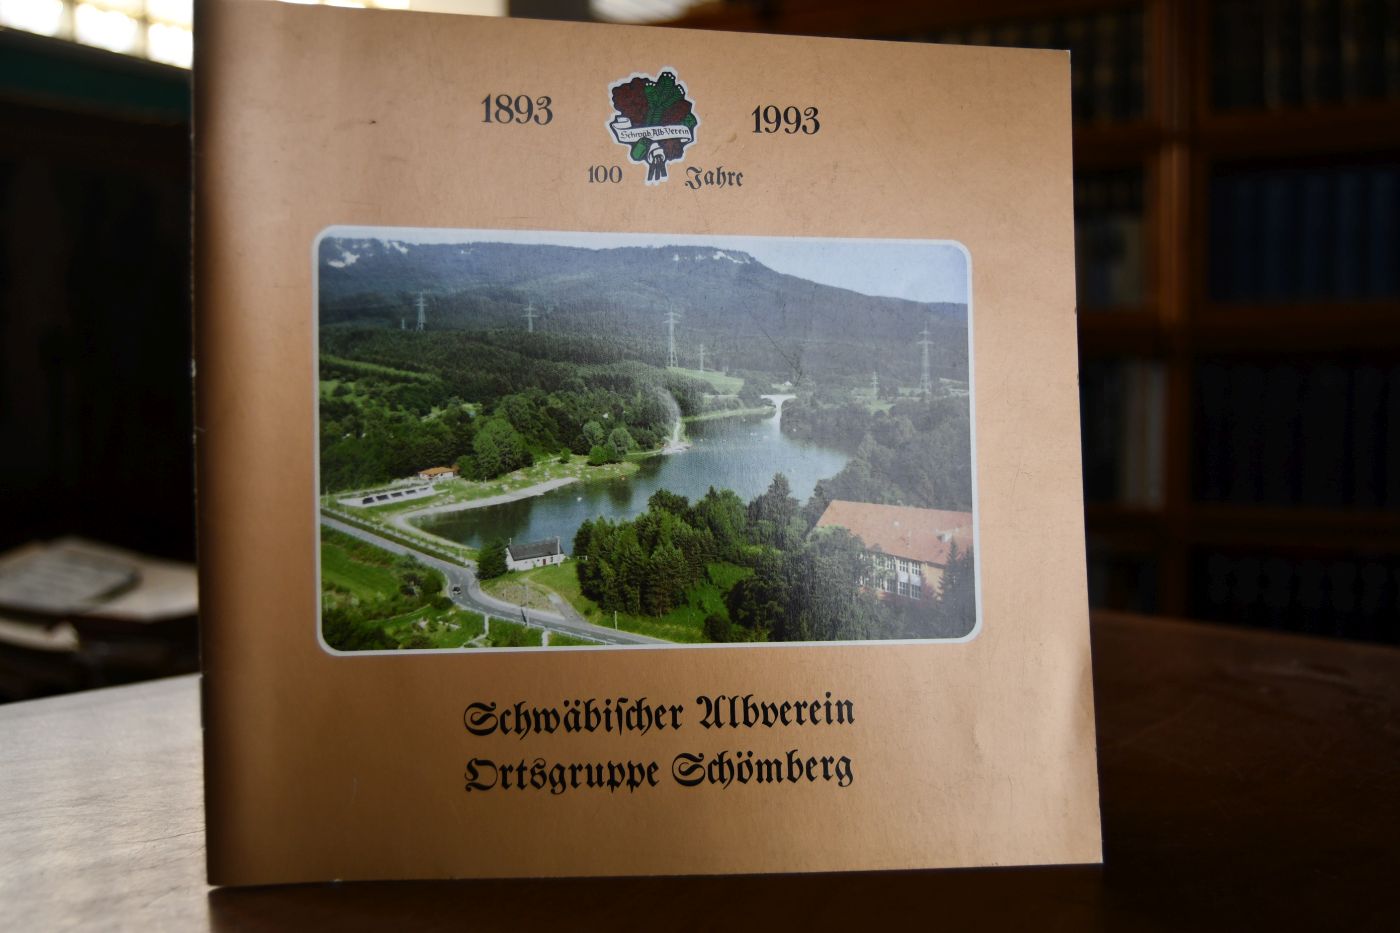 1893
1993
Schwäb. Alb-Verein
100 Jahre
Schwäbiſcher Albverein
Ortsgruppe Schömberg